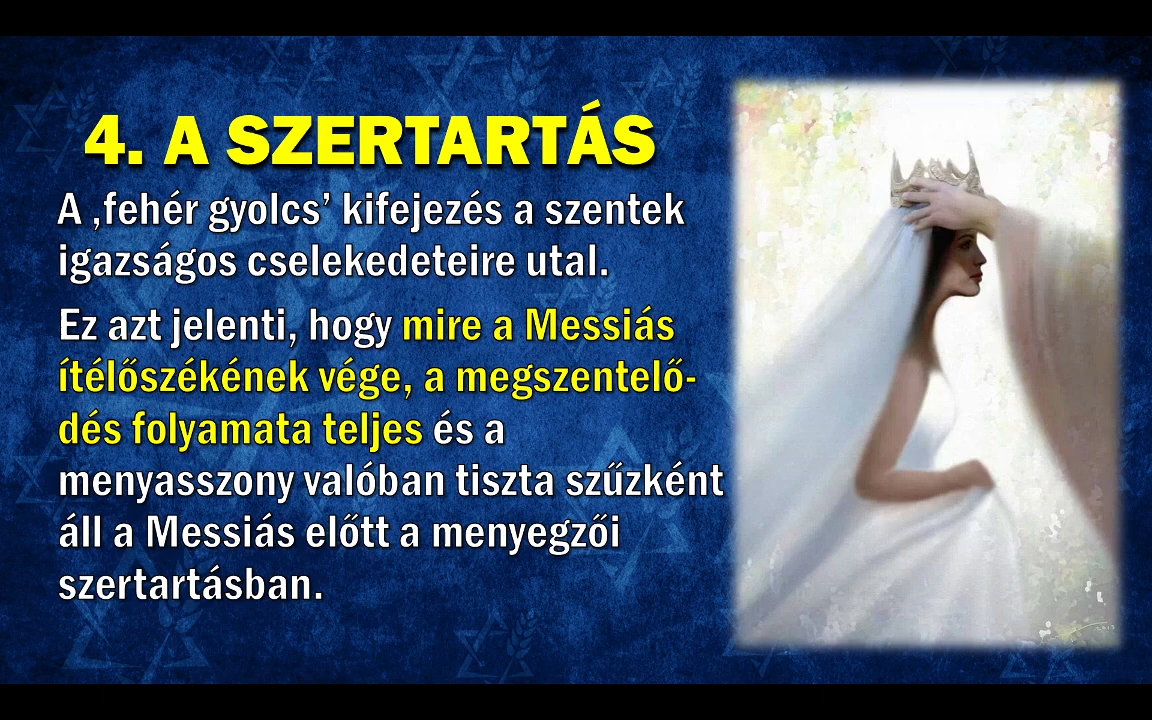 4. A SZERTARTÁS
A ‚fehér gyolcs’ kifejezés a szentek
igazságos cselekedeteire utal.
Ez azt jelenti, hogy mire a Messiás
ítélőszékének vége, a megszentelő-
dés folyamata teljes és a
menyasszony valóban tiszta szűzként
áll a Messiás előtt a menyegzői
szertartásban.